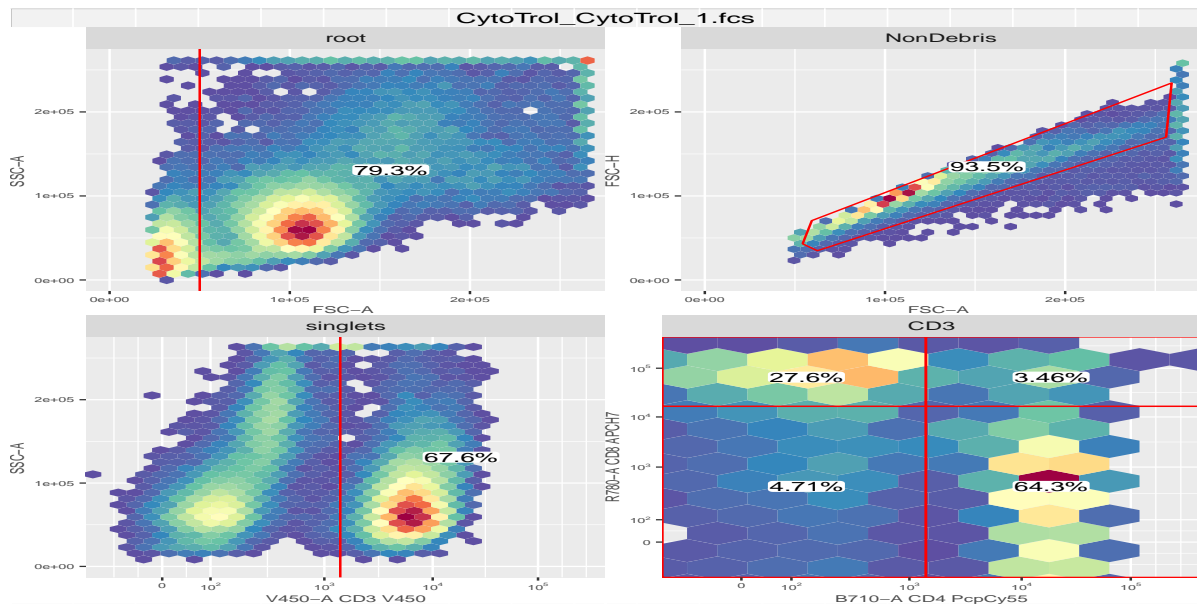 CytoTrol_CytoTrol_1.fcs
root
SSC-A
2e+05
1e+05
0e+00
79.3%
0e+00 1e+05 2e+05
FSC-A
NonDebris
FSC-H
2e+05
1e+05
0e+00
93.5%
0e+00 1e+05 2e+05
FSC-A
singlets
SSC-A
2e+05
1e+05
0e+00
67.6%
0 10² 10³ 10⁴ 10⁵
V450-A CD3 V450
CD3
R780-A CD8 APCH7
10⁵
10⁴
10³
10²
0
27.6% 3.46%
4.71% 64.3%
0 10² 10³ 10⁴ 10⁵
B710-A CD4 PcpCy55